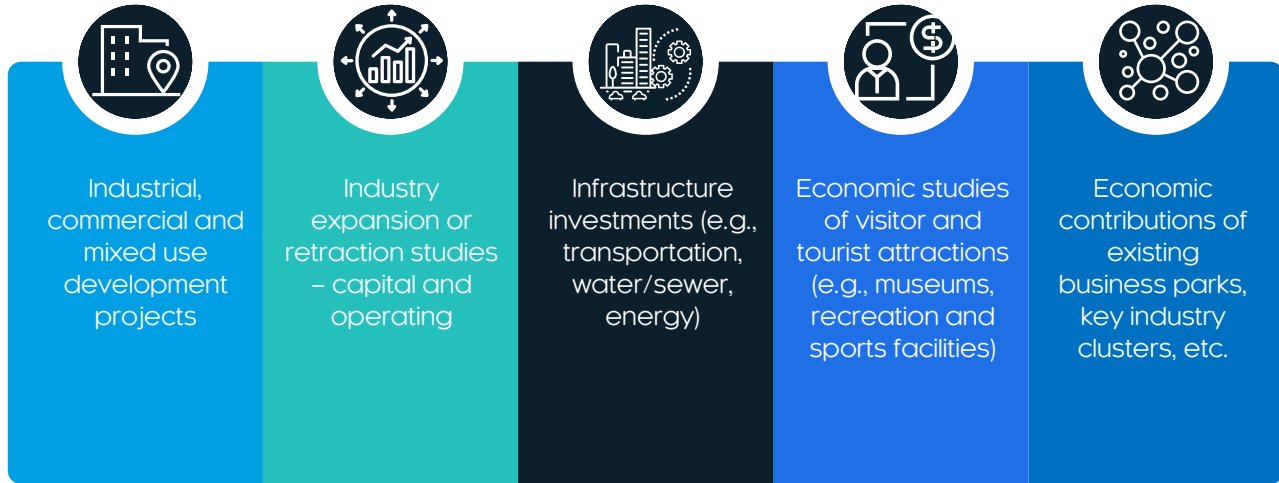 $
Industrial,
commercial and
mixed use
development
projects
Industry
expansion or
retraction studies
– capital and
operating
Infrastructure
investments (e.g.,
transportation,
water/sewer,
energy)
Economic studies
of visitor and
tourist attractions
(e.g., museums,
recreation and
sports facilities)
Economic
contributions of
existing
business parks,
key industry
clusters, etc.